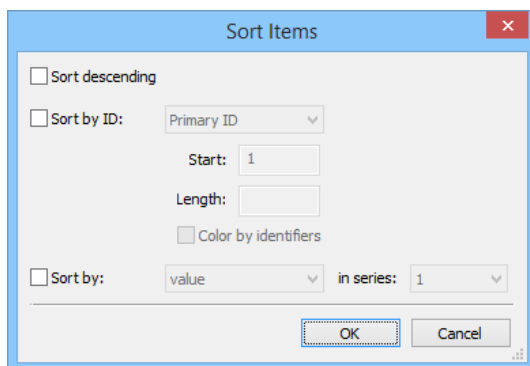 Sort Items
Sort descending
Sort by ID: Primary ID
Start: 1
Length:
Color by identifiers
Sort by: value in series: 1
OK Cancel